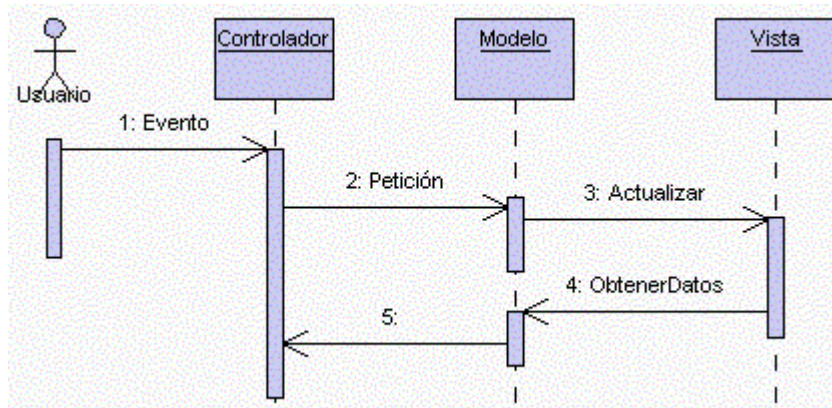 Controlador
Modelo
Vista
Usuario
1: Evento
2: Petición
3: Actualizar
4: ObtenerDatos
5: